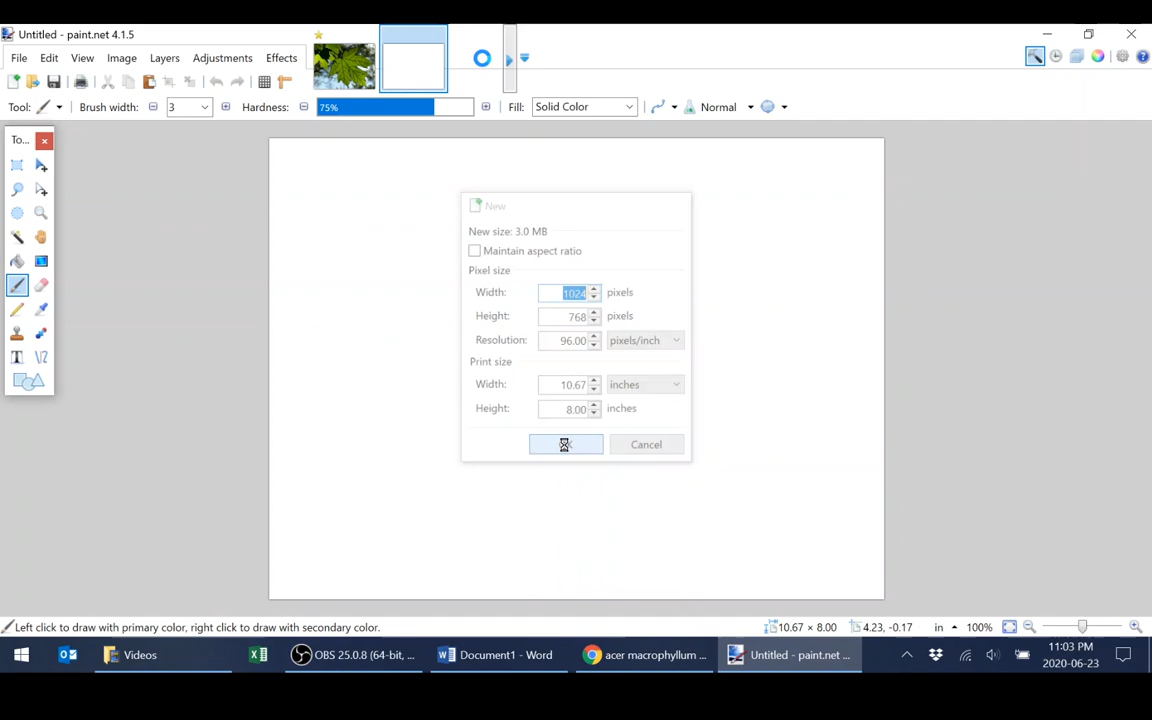 Untitled - paint.net 4.1.5
File Edit View Image Layers Adjustments Effects
Tool: Brush width: 3 Hardness: 75% Fill: Solid Color Normal
To...
New
New size: 3.0 MB
Maintain aspect ratio
Pixel size
Width: 1024 pixels
Height: 768 pixels
Resolution: 96.00 pixels/inch
Print size
Width: 10.67 inches
Height: 8.00 inches
Cancel
Left click to draw with primary color, right click to draw with secondary color. 10.67 × 8.00 4.23, -0.17 in 100%
Videos OBS 25.0.8 (64-bit, ... Document1 - Word acer macrophyllum ... Untitled - paint.net ... 11:03 PM
2020-06-23